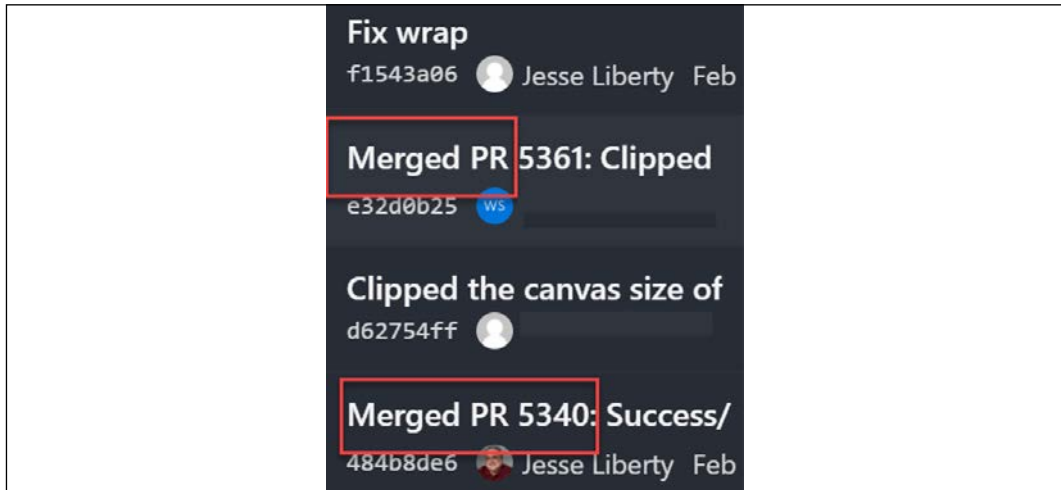 Fix wrap
f1543a06 Jesse Liberty Feb
Merged PR 5361: Clipped
e32d0b25 WS
Clipped the canvas size of
d62754ff
Merged PR 5340: Success/
484b8de6 Jesse Liberty Feb